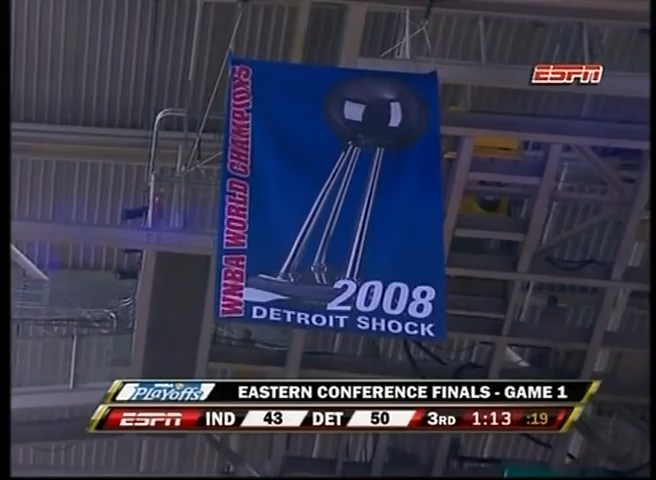 ESPN
WNBA WORLD CHAMPIONS
2008
DETROIT SHOCK
WNBA Playoffs
EASTERN CONFERENCE FINALS - GAME 1
ESPN IND 43 DET 50 3RD 1:13 :19